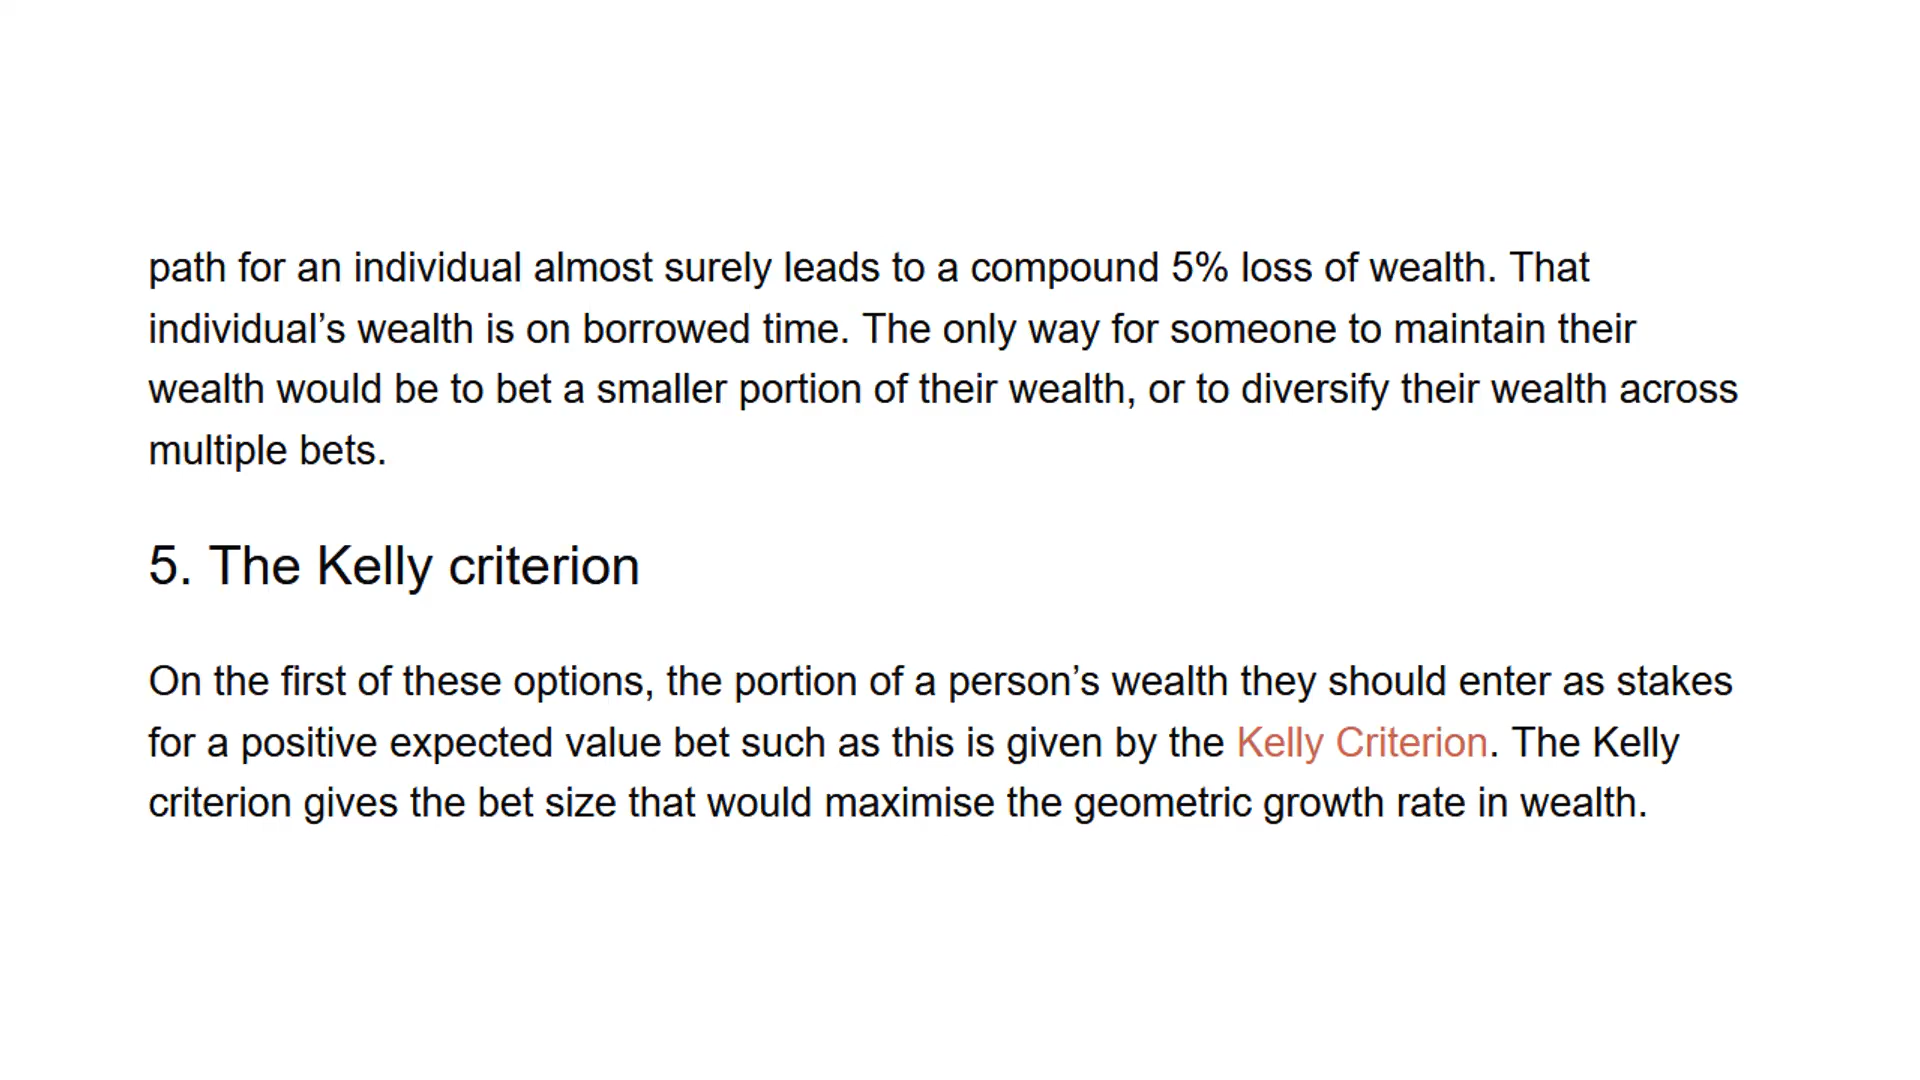 path for an individual almost surely leads to a compound 5% loss of wealth. That
individual’s wealth is on borrowed time. The only way for someone to maintain their
wealth would be to bet a smaller portion of their wealth, or to diversify their wealth across
multiple bets.
5. The Kelly criterion
On the first of these options, the portion of a person’s wealth they should enter as stakes
for a positive expected value bet such as this is given by the Kelly Criterion. The Kelly
criterion gives the bet size that would maximise the geometric growth rate in wealth.